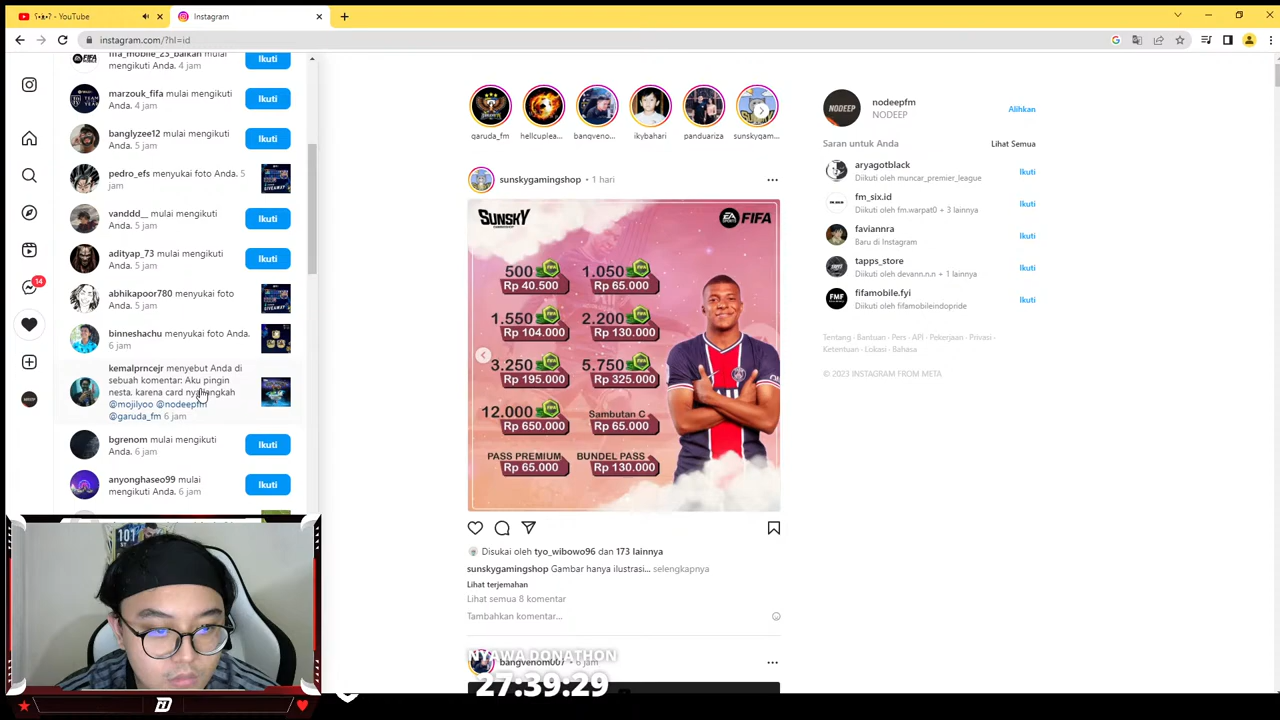 YouTube
Instagram
instagram.com/?hl=id
fifa_mobile_23_balkan
mengikuti Anda. 4 jam
Ikuti
marzouk_fifa mulai mengikuti
Anda. 4 jam
Ikuti
banglyzee12 mulai mengikuti
Anda. 5 jam
Ikuti
pedro_efs menyukai foto Anda. 5
jam
vanddd__ mulai mengikuti
Anda. 5 jam
Ikuti
adityap_73 mulai mengikuti
Anda. 5 jam
Ikuti
abhikapoor780 menyukai foto
Anda. 5 jam
binneshachu menyukai foto Anda.
6 jam
kemalprncejr menyebut Anda di
sebuah komentar: Aku pingin
nesta. karena card
@mojilyoo @nodeepfm
@garuda_fm 6 jam
bgrenom mulai mengikuti
Anda. 6 jam
Ikuti
anyonghaseo99 mulai
mengikuti Anda. 6 jam
Ikuti
14
101
ST
garuda_fm
hellcuplea...
bangveno...
ikybahari
panduariza
sunskygam...
sunskygamingshop • 1 hari
SUNSKY
GAMINGSHOP
EA SPORTS FIFA
500 Rp 40.500
1.050 Rp 65.000
1.550 Rp 104.000
2.200 Rp 130.000
3.250 Rp 195.000
5.750 Rp 325.000
12.000 Rp 650.000
Sambutan C Rp 65.000
PASS PREMIUM Rp 65.000
BUNDEL PASS Rp 130.000
Disukai oleh tyo_wibowo96 dan 173 lainnya
sunskygamingshop Gambar hanya ilustrasi... selengkapnya
Lihat terjemahan
Lihat semua 8 komentar
Tambahkan komentar...
bangvenom007 • 6 jam
NYAWA DONATHON
27:39:29
nodeepfm
NODEEP
Alihkan
Saran untuk Anda
Lihat Semua
aryagotblack
Diikuti oleh muncar_premier_league
Ikuti
fm_six.id
Diikuti oleh fm.warpat0 + 3 lainnya
Ikuti
faviannra
Baru di Instagram
Ikuti
tapps_store
Diikuti oleh devann.n.n + 1 lainnya
Ikuti
fifamobile.fyi
Diikuti oleh fifamobileindopride
Ikuti
Tentang · Bantuan · Pers · API · Pekerjaan · Privasi ·
Ketentuan · Lokasi · Bahasa
© 2023 INSTAGRAM FROM META